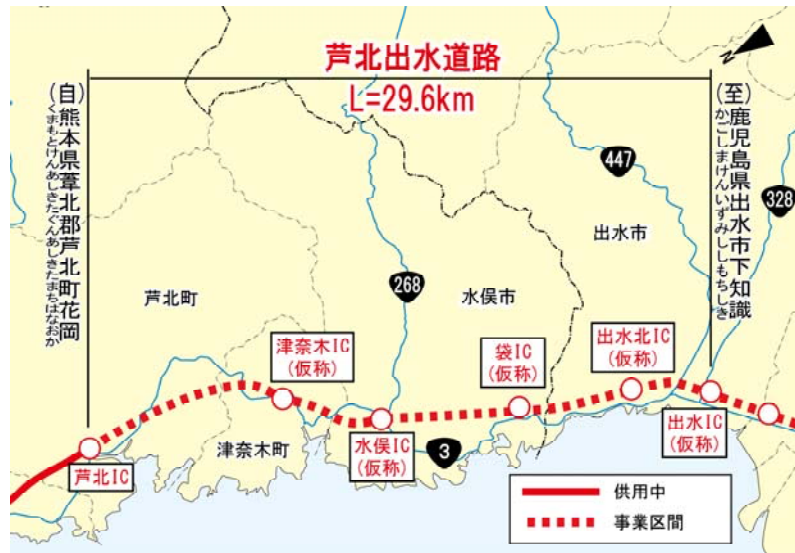 芦北出水道路
L=29.6km
(自)熊本県葦北郡芦北町花岡
くまもとけんあしきたぐんあしきたまちはなおか
(至)鹿児島県出水市下知識
かごしまけんいずみししもちしき
447
328
出水市
268
水俣市
芦北町
津奈木IC
(仮称)
袋IC
(仮称)
出水北IC
(仮称)
芦北IC
津奈木町
水俣IC
(仮称)
3
出水IC
(仮称)
供用中
事業区間